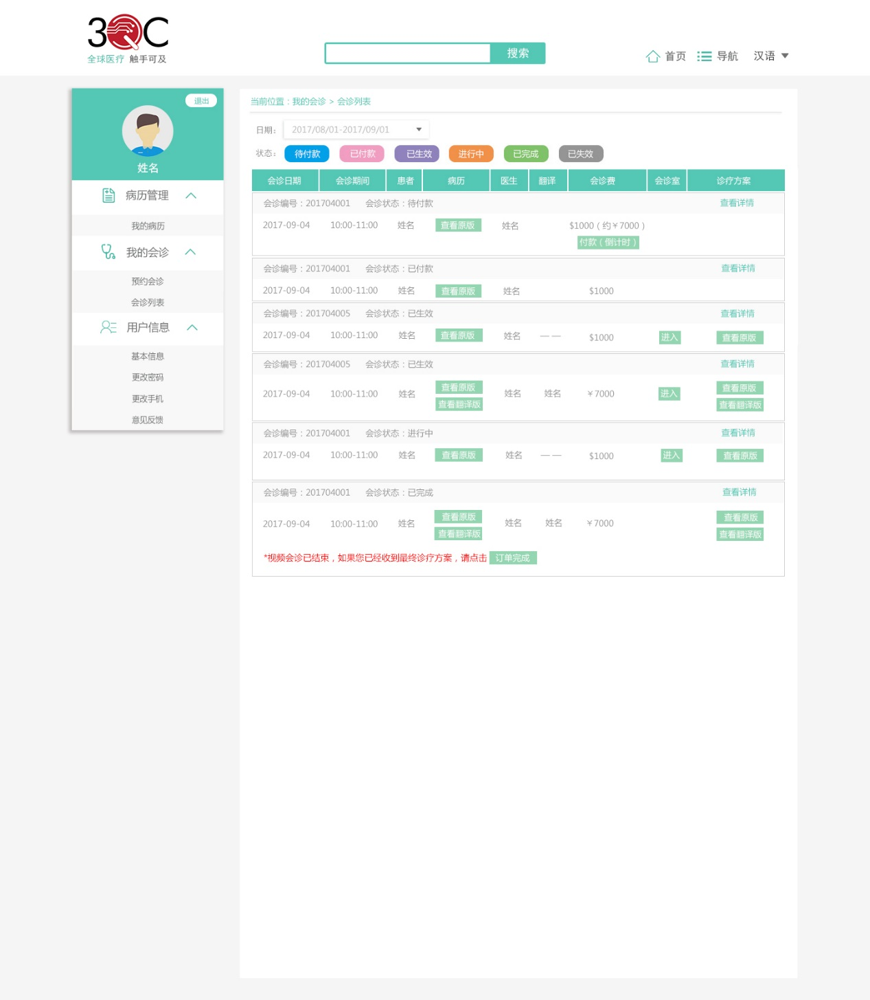 3QC
全球医疗 触手可及
搜索
首页 导航 汉语
退出
姓名
病历管理
我的病历
我的会诊
预约会诊
会诊列表
用户信息
基本信息
更改密码
更改手机
意见反馈
当前位置：我的会诊 > 会诊列表
日期： 2017/08/01-2017/09/01
状态： 待付款 已付款 已生效 进行中 已完成 已失效
会诊日期 会诊期间 患者 病历 医生 翻译 会诊费 会诊室 诊疗方案
会诊编号：201704001 会诊状态：待付款 查看详情
2017-09-04 10:00-11:00 姓名 查看原版 姓名 $1000（约￥7000）
付款（倒计时）
会诊编号：201704001 会诊状态：已付款 查看详情
2017-09-04 10:00-11:00 姓名 查看原版 姓名 $1000
会诊编号：201704005 会诊状态：已生效 查看详情
2017-09-04 10:00-11:00 姓名 查看原版 姓名 — — $1000 进入 查看原版
会诊编号：201704005 会诊状态：已生效 查看详情
2017-09-04 10:00-11:00 姓名 查看原版 姓名 姓名 ￥7000 进入 查看原版
查看翻译版 查看翻译版
会诊编号：201704001 会诊状态：进行中 查看详情
2017-09-04 10:00-11:00 姓名 查看原版 姓名 — — $1000 进入 查看原版
会诊编号：201704001 会诊状态：已完成 查看详情
2017-09-04 10:00-11:00 姓名 查看原版 姓名 姓名 ￥7000 查看原版
查看翻译版 查看翻译版
*视频会诊已结束，如果您已经收到最终诊疗方案，请点击 订单完成